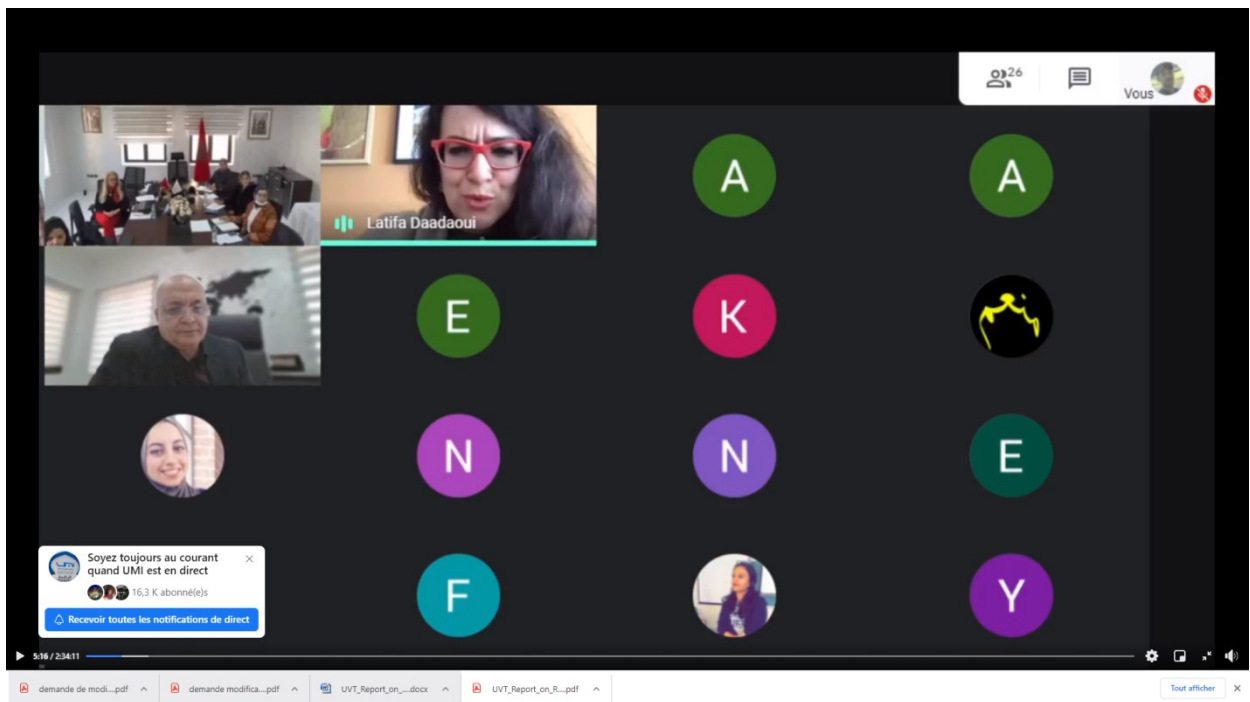 26
Vous
Latifa Daadaoui
A
A
E
K
N
N
E
F
Y
Soyez toujours au courant
quand UMI est en direct
16,3 K abonné(e)s
Recevoir toutes les notifications de direct
5:16 / 2:34:11
demande de modi....pdf
demande modifica....pdf
UVT_Report_on_....docx
UVT_Report_on_R....pdf
Tout afficher